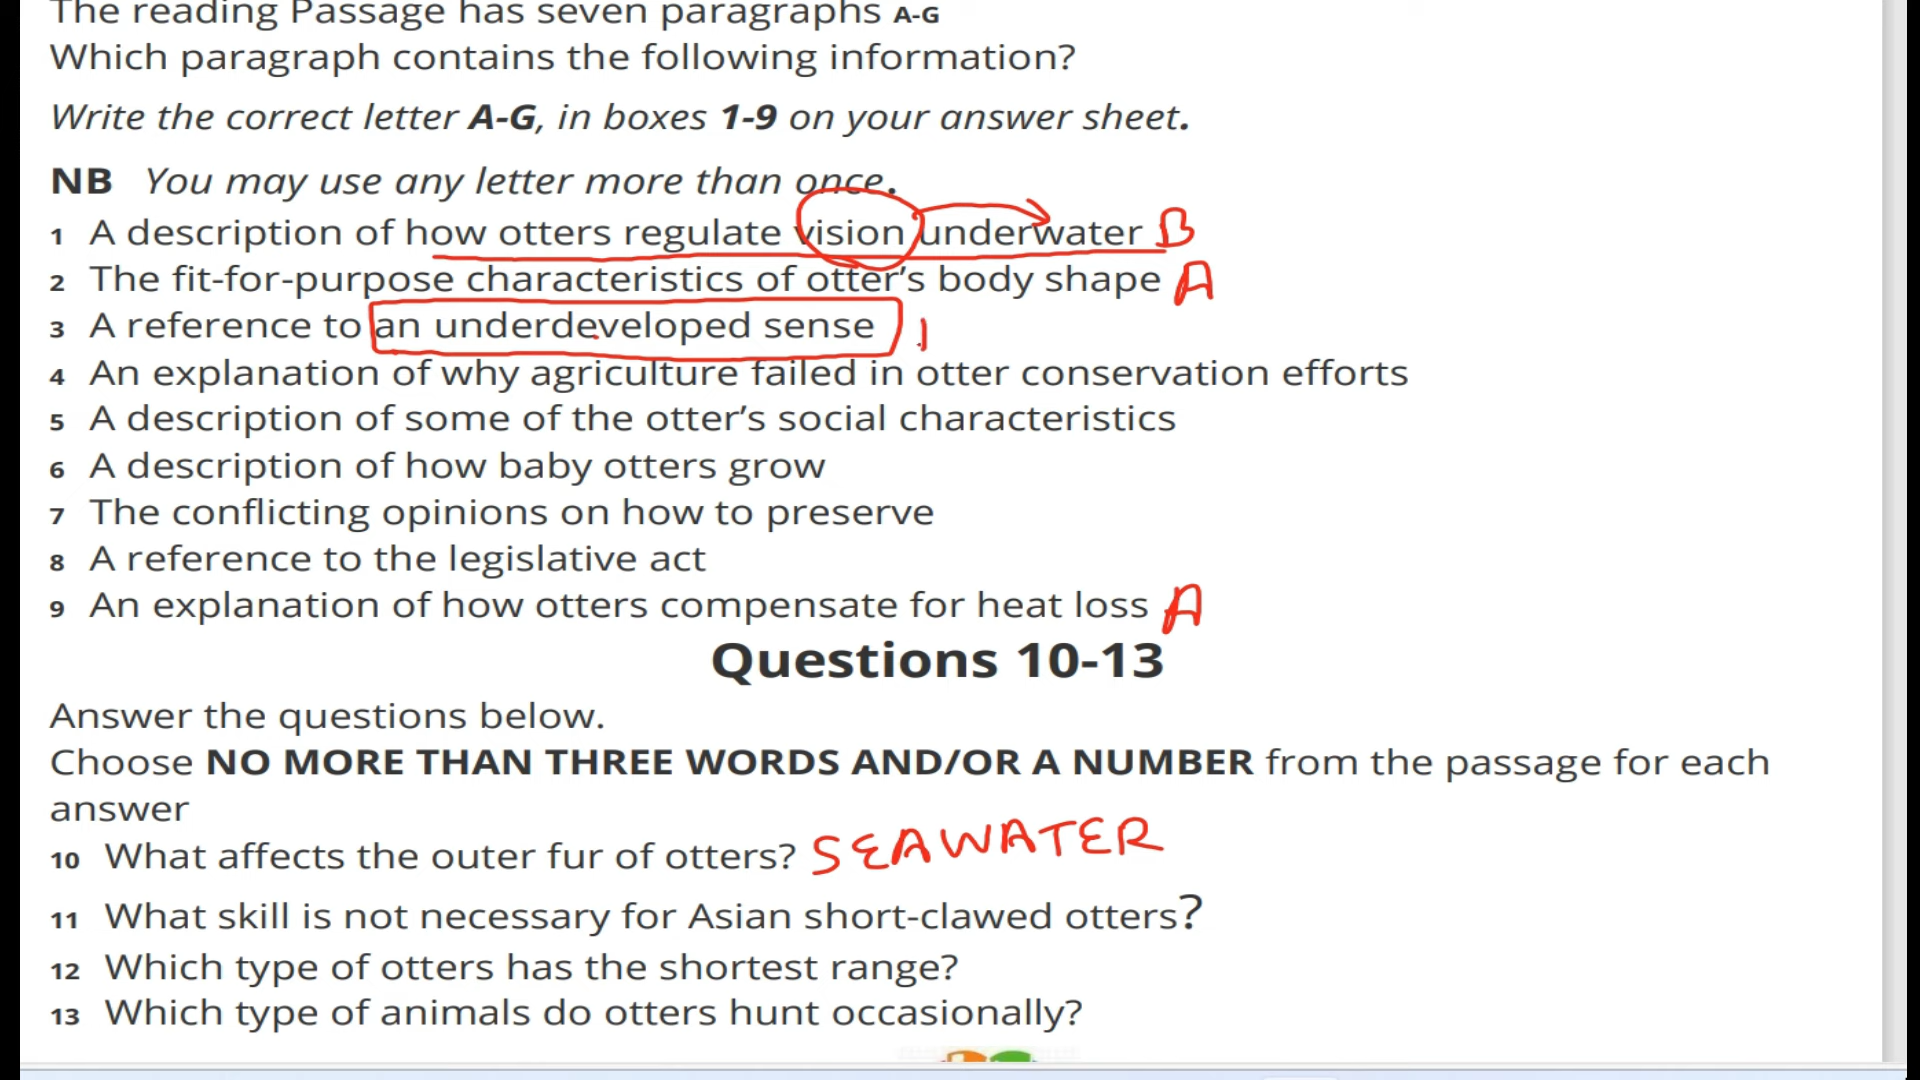 The reading Passage has seven paragraphs A-G
Which paragraph contains the following information?
Write the correct letter A-G, in boxes 1-9 on your answer sheet.
NB You may use any letter more than once.
1 A description of how otters regulate vision underwater B
2 The fit-for-purpose characteristics of otter's body shape A
3 A reference to an underdeveloped sense
4 An explanation of why agriculture failed in otter conservation efforts
5 A description of some of the otter's social characteristics
6 A description of how baby otters grow
7 The conflicting opinions on how to preserve
8 A reference to the legislative act
9 An explanation of how otters compensate for heat loss A
Questions 10-13
Answer the questions below.
Choose NO MORE THAN THREE WORDS AND/OR A NUMBER from the passage for each
answer
10 What affects the outer fur of otters? SEAWATER
11 What skill is not necessary for Asian short-clawed otters?
12 Which type of otters has the shortest range?
13 Which type of animals do otters hunt occasionally?